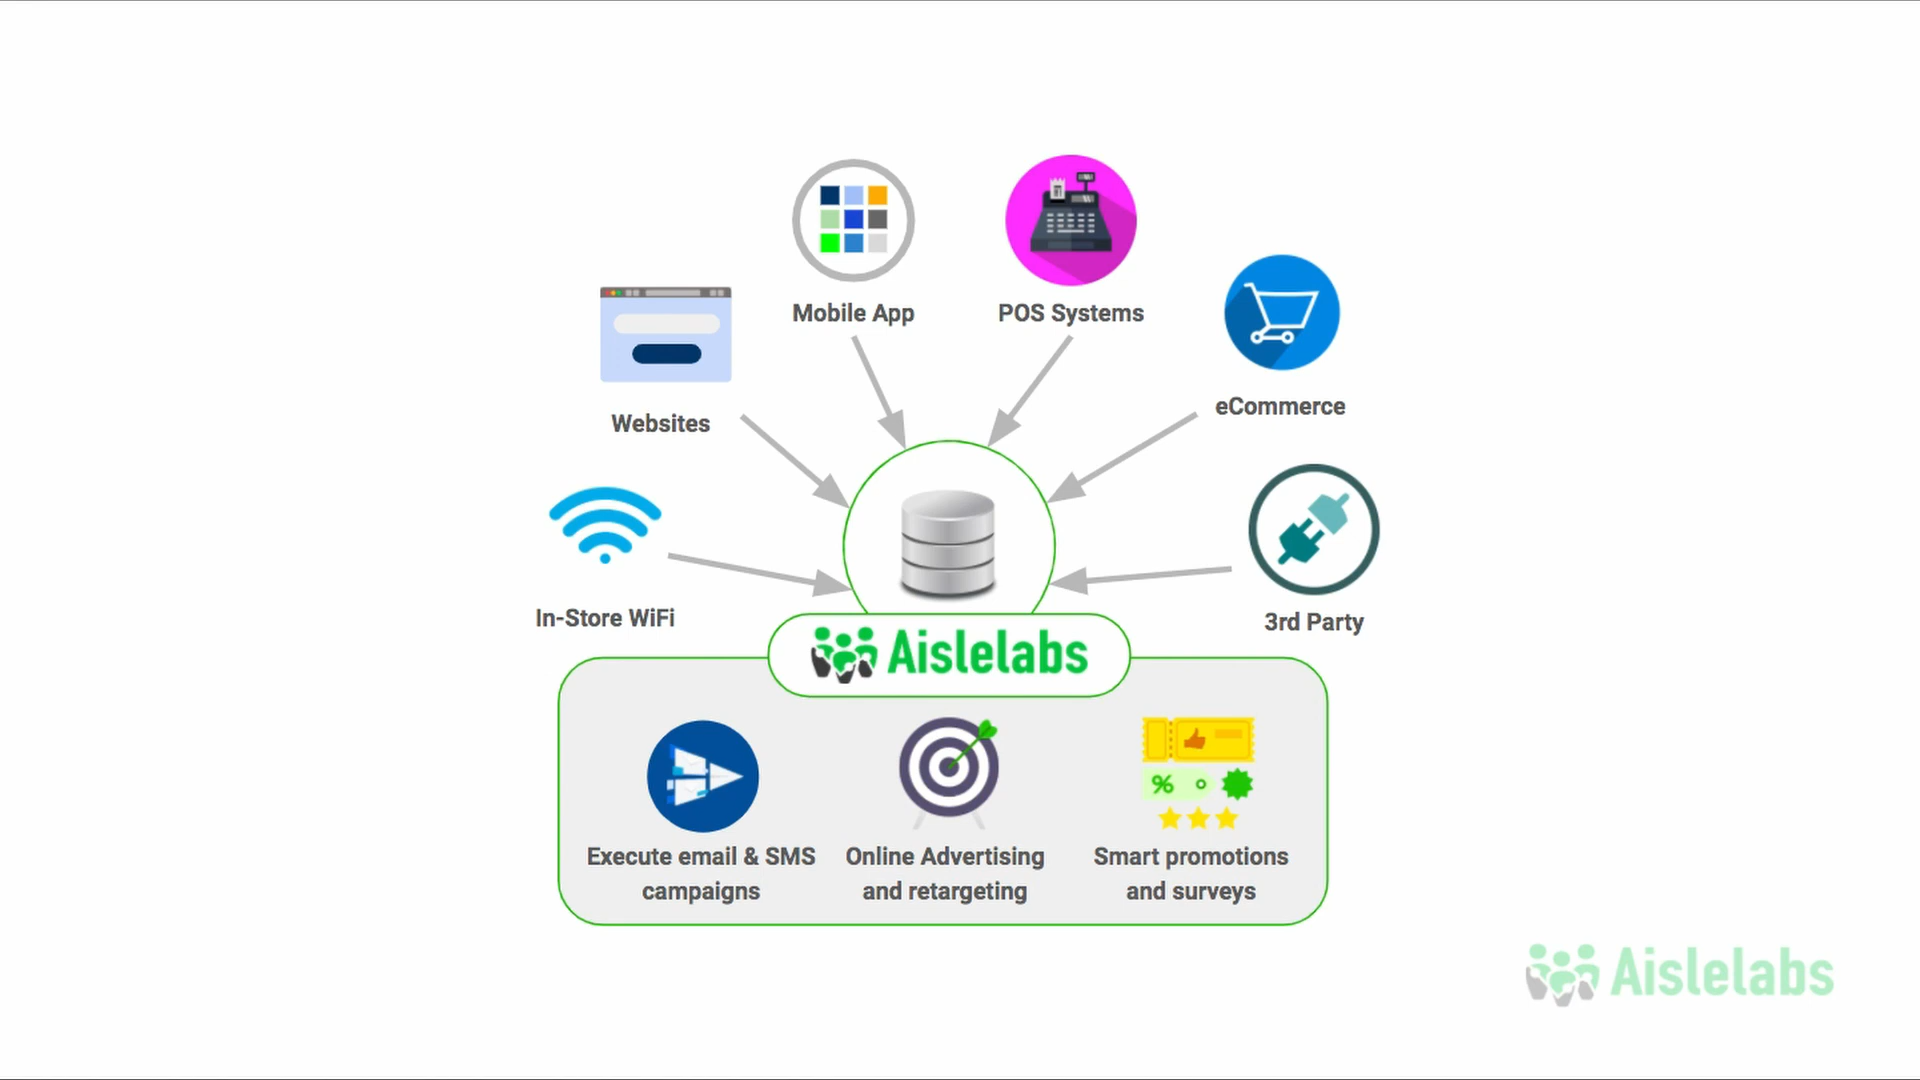 Mobile App
POS Systems
eCommerce
Websites
In-Store WiFi
3rd Party
Aislelabs
%
Execute email & SMS
campaigns
Online Advertising
and retargeting
Smart promotions
and surveys
Aislelabs